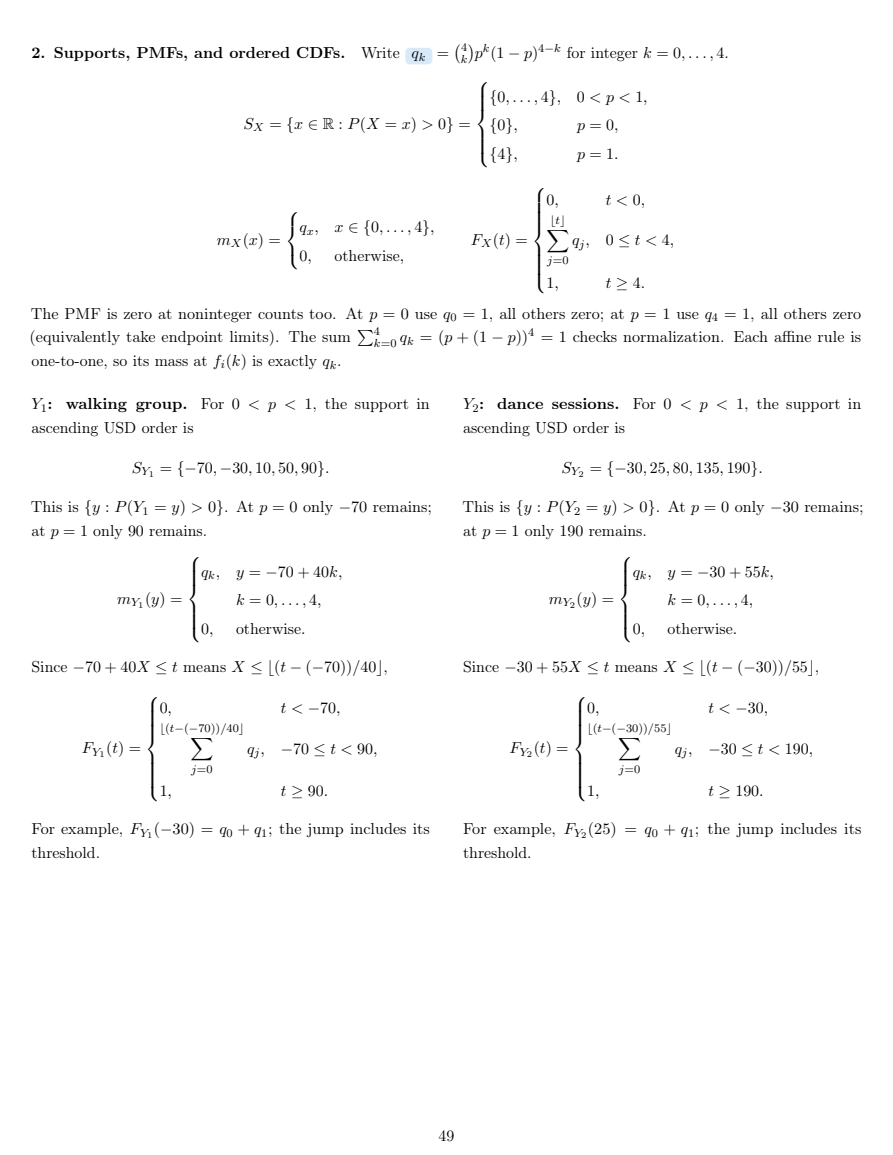 2. Supports, PMFs, and ordered CDFs. Write q_k = \binom{4}{k} p^k (1 − p)^{4−k} for integer k = 0, . . . , 4.
S_X = {x ∈ ℝ : P(X = x) > 0} = { {0, . . . , 4}, 0 < p < 1,
{0}, p = 0,
{4}, p = 1.
m_X(x) = { q_x, x ∈ {0, . . . , 4},
0, otherwise,
F_X(t) = { 0, t < 0,
\sum_{j=0}^{⌊t⌋} q_j, 0 ≤ t < 4,
1, t ≥ 4.
The PMF is zero at noninteger counts too. At p = 0 use q_0 = 1, all others zero; at p = 1 use q_4 = 1, all others zero
(equivalently take endpoint limits). The sum \sum_{k=0}^{4} q_k = (p + (1 − p))^4 = 1 checks normalization. Each affine rule is
one-to-one, so its mass at f_i(k) is exactly q_k.
Y_1: walking group. For 0 < p < 1, the support in
ascending USD order is
S_{Y_1} = {−70, −30, 10, 50, 90}.
This is {y : P(Y_1 = y) > 0}. At p = 0 only −70 remains;
at p = 1 only 90 remains.
m_{Y_1}(y) = { q_k, y = −70 + 40k,
k = 0, . . . , 4,
0, otherwise.
Since −70 + 40X ≤ t means X ≤ ⌊(t − (−70))/40⌋,
F_{Y_1}(t) = { 0, t < −70,
\sum_{j=0}^{⌊(t−(−70))/40⌋} q_j, −70 ≤ t < 90,
1, t ≥ 90.
For example, F_{Y_1}(−30) = q_0 + q_1; the jump includes its
threshold.
Y_2: dance sessions. For 0 < p < 1, the support in
ascending USD order is
S_{Y_2} = {−30, 25, 80, 135, 190}.
This is {y : P(Y_2 = y) > 0}. At p = 0 only −30 remains;
at p = 1 only 190 remains.
m_{Y_2}(y) = { q_k, y = −30 + 55k,
k = 0, . . . , 4,
0, otherwise.
Since −30 + 55X ≤ t means X ≤ ⌊(t − (−30))/55⌋,
F_{Y_2}(t) = { 0, t < −30,
\sum_{j=0}^{⌊(t−(−30))/55⌋} q_j, −30 ≤ t < 190,
1, t ≥ 190.
For example, F_{Y_2}(25) = q_0 + q_1; the jump includes its
threshold.
49